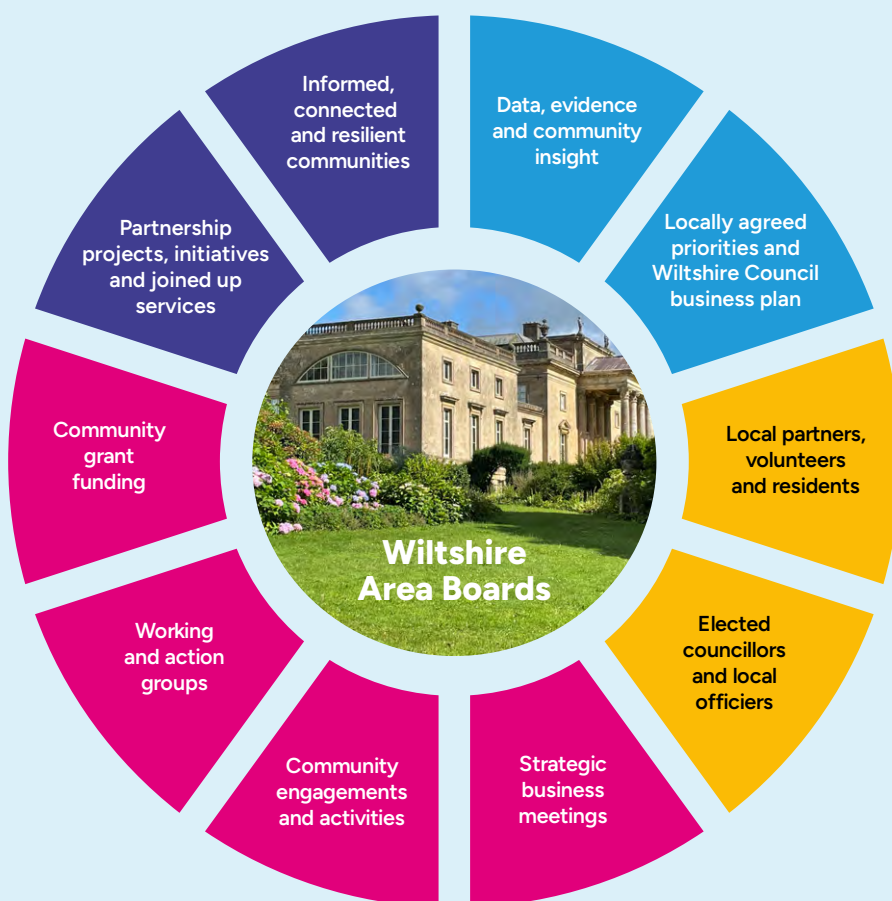 Informed,
connected
and resilient
communities
Data, evidence
and community
insight
Partnership
projects, initiatives
and joined up
services
Locally agreed
priorities and
Wiltshire Council
business plan
Community
grant
funding
Local partners,
volunteers
and residents
Wiltshire
Area Boards
Working
and action
groups
Elected
councillors
and local
officiers
Community
engagements
and activities
Strategic
business
meetings